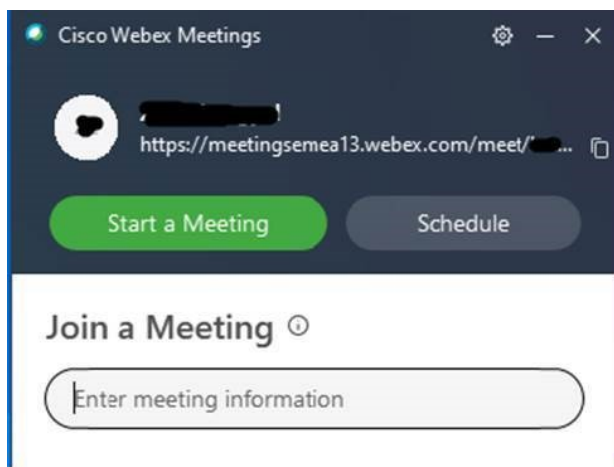 Cisco Webex Meetings
https://meetingsemea13.webex.com/meet/...
Start a Meeting
Schedule
Join a Meeting
Enter meeting information